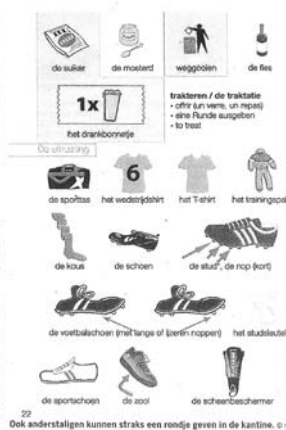 de suiker
de mosterd
weggooien
de fles
1x
het drankbonnetje
trakteren / de traktatie
- offrir (un verre, un repas)
- eine Runde ausgeben
- to treat
De uitrusting
de sporttas
6
het wedstrijdshirt
het T-shirt
het trainingspak
de kous
de schoen
de stud*, de nop (kort)
de voetbalschoen (met lange of ijzeren noppen)
het studsleutel
de sportschoen
de zool
de scheenbeschermer
22
Ook anderstaligen kunnen straks een rondje geven in de kantine.